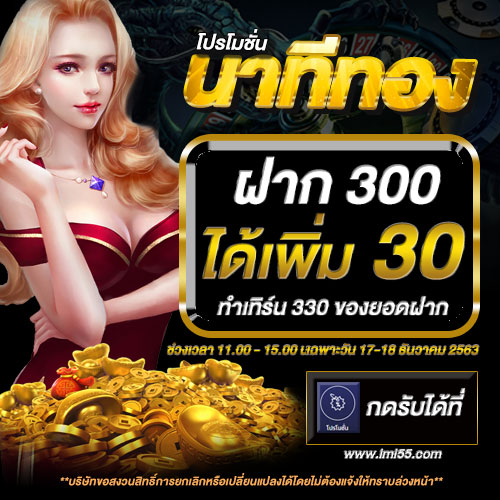 โปรโมชั่น
นาทีทอง
ฝาก 300
ได้เพิ่ม 30
ทำเทิร์น 330 ของยอดฝาก
ช่วงเวลา 11.00 - 15.00 เฉพาะวัน 17-18 ธันวาคม 2563
โปรโมชั่น
กดรับได้ที่
www.imi55.com
**บริษัทขอสงวนสิทธิ์การยกเลิกหรือเปลี่ยนแปลงได้โดยไม่ต้องแจ้งให้ทราบล่วงหน้า**